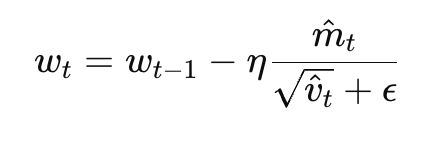 w_t = w_{t-1} - η \frac{\hat{m}_t}{\sqrt{\hat{v}_t} + ϵ}